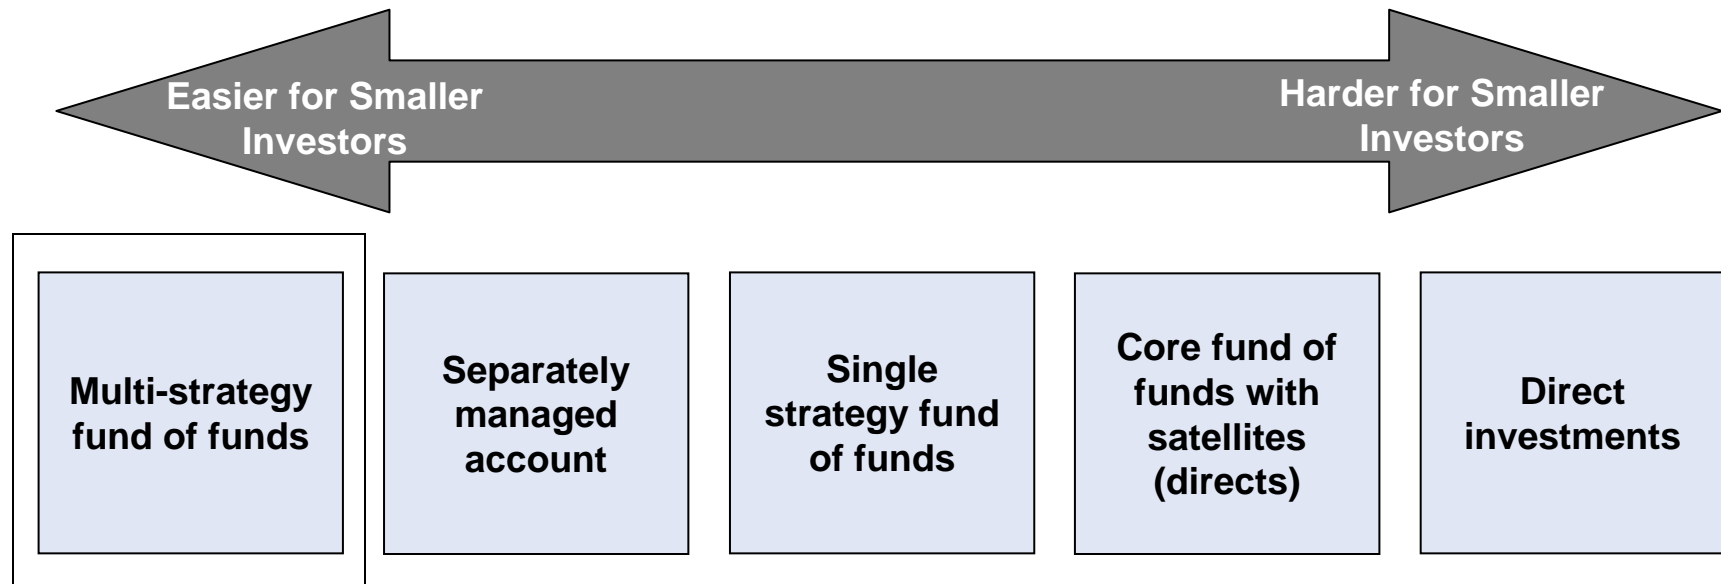 Easier for Smaller
Investors
Harder for Smaller
Investors
Multi-strategy
fund of funds
Separately
managed
account
Single
strategy fund
of funds
Core fund of
funds with
satellites
(directs)
Direct
investments